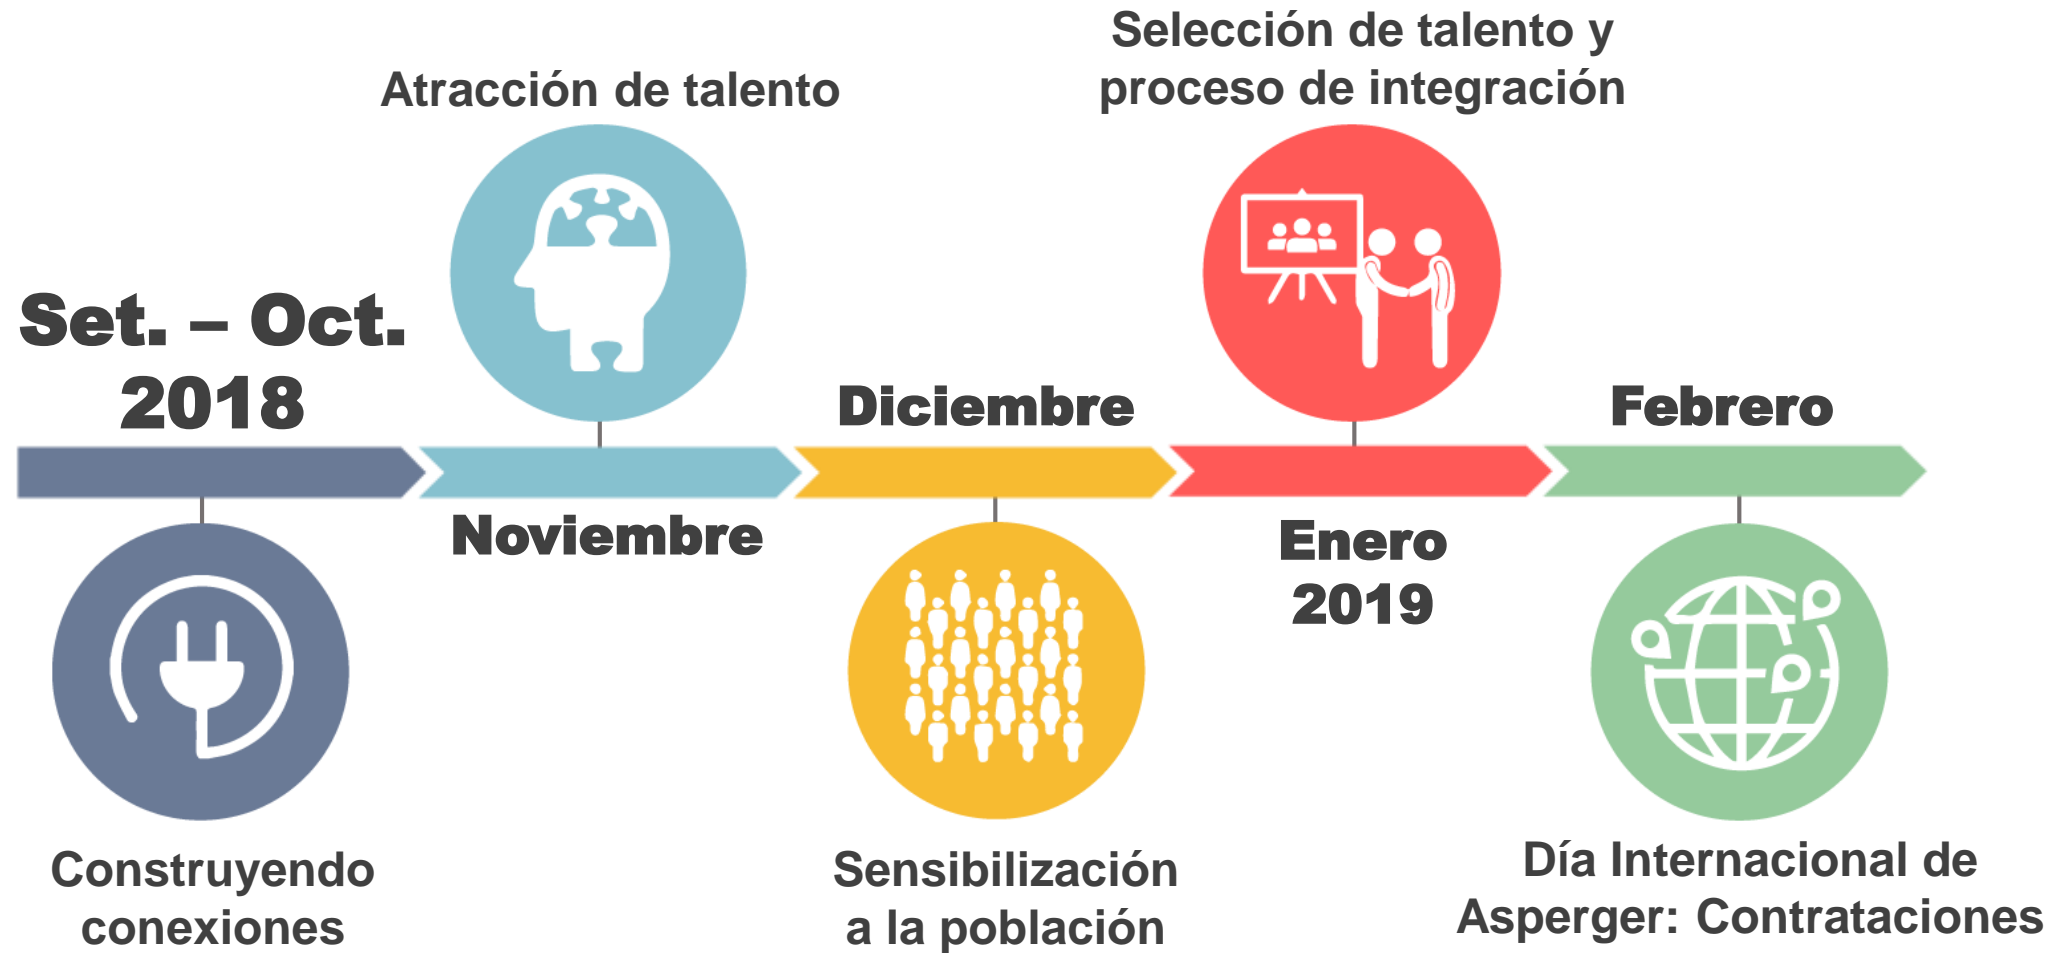 Set. – Oct.
2018
Construyendo
conexiones
Atracción de talento
Noviembre
Diciembre
Sensibilización
a la población
Selección de talento y
proceso de integración
Enero
2019
Febrero
Día Internacional de
Asperger: Contrataciones